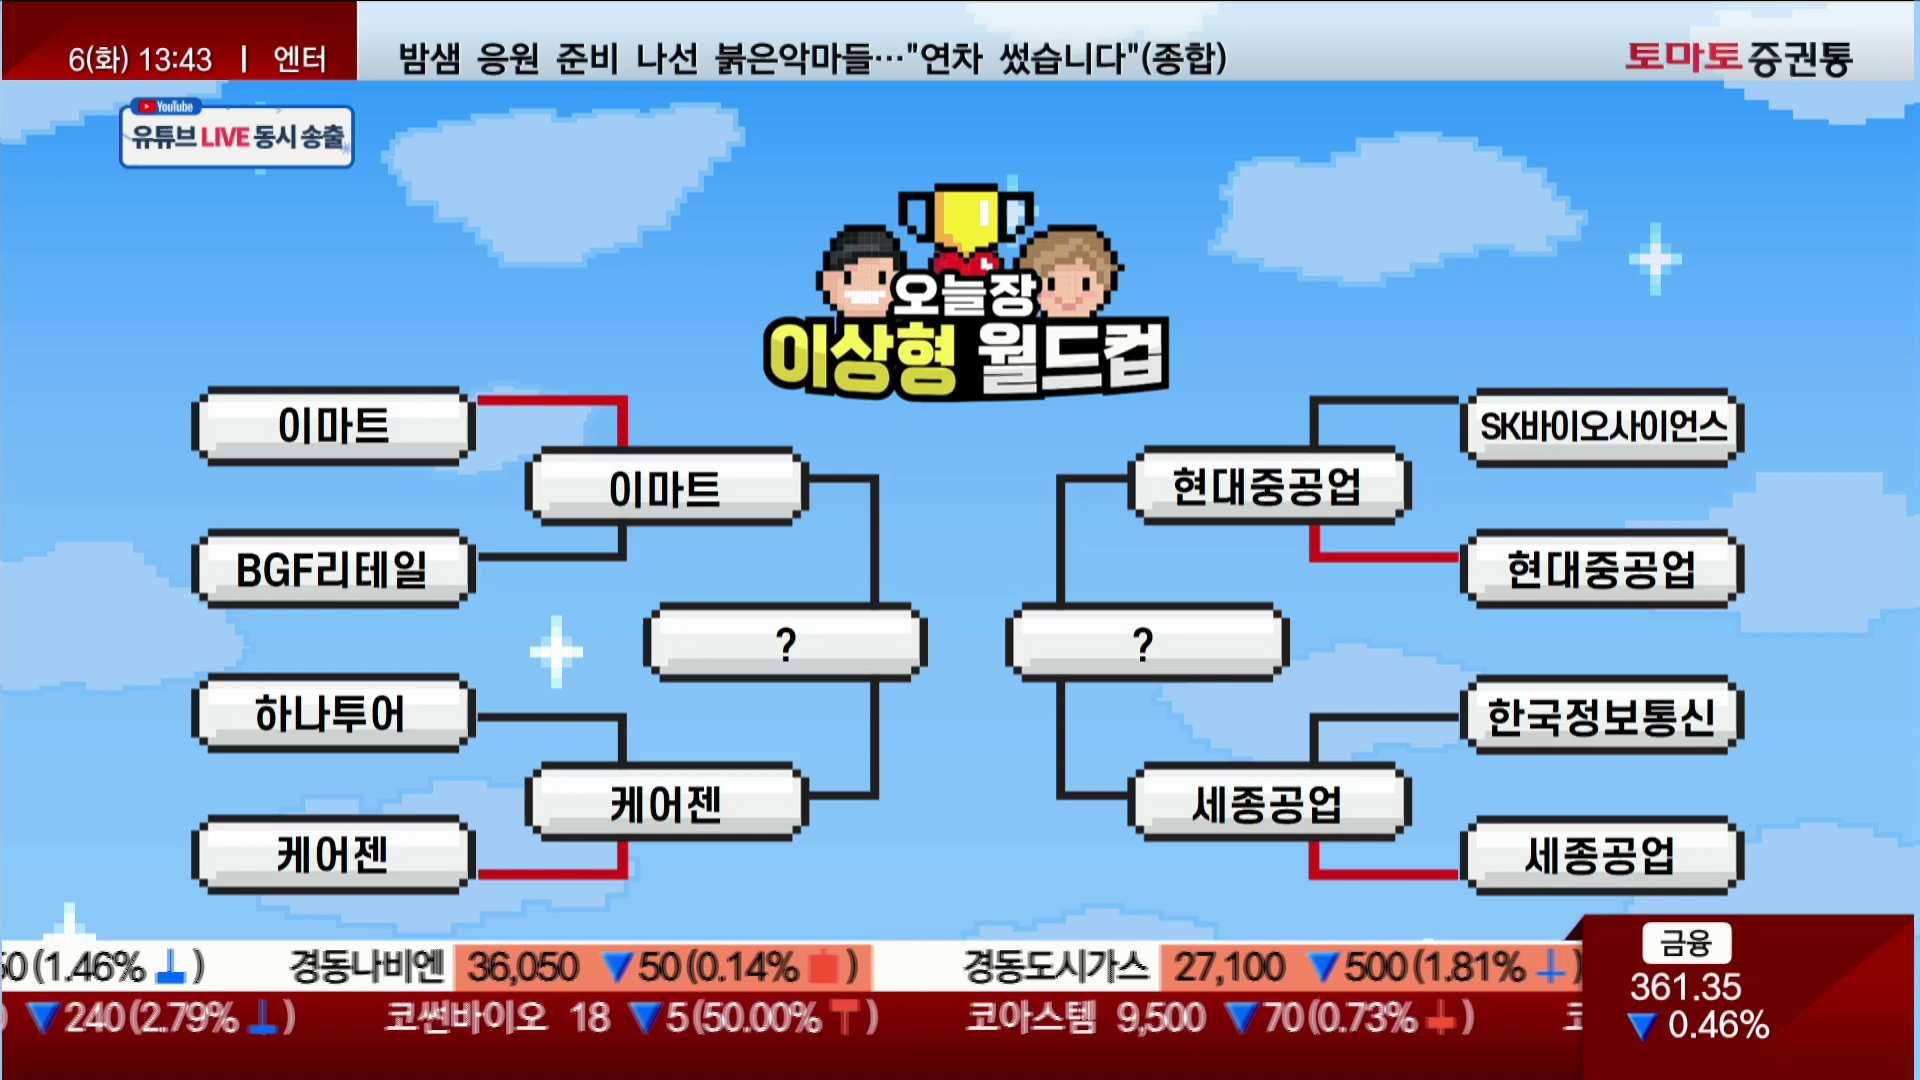 6(화) 13:43 | 엔터
밤샘 응원 준비 나선 붉은악마들…"연차 썼습니다"(종합)
토마토증권통
YouTube
유튜브 LIVE 동시 송출
오늘장
이상형 월드컵
이마트
BGF리테일
하나투어
케어젠
이마트
케어젠
?
?
현대중공업
세종공업
SK바이오사이언스
현대중공업
한국정보통신
세종공업
0(1.46% )
경동나비엔 36,050 ▼50(0.14% )
경동도시가스 27,100 ▼500(1.81% )
▼240(2.79% )
코썬바이오 18 ▼5(50.00% )
코아스템 9,500 ▼70(0.73% )
금융
361.35
▼ 0.46%